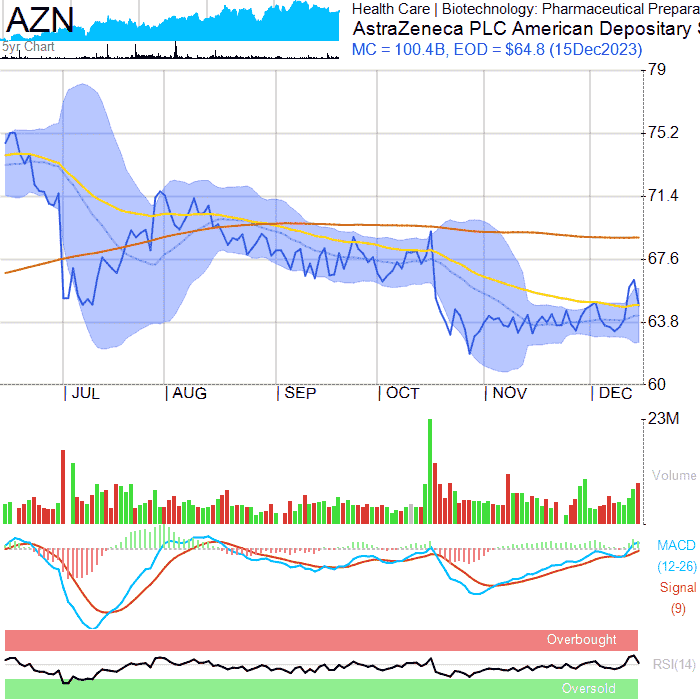 AZN
5yr Chart
Health Care | Biotechnology: Pharmaceutical Prepara
AstraZeneca PLC American Depositary S
MC = 100.4B, EOD = $64.8 (15Dec2023)
79
75.2
71.4
67.6
63.8
60
| JUL | AUG | SEP | OCT | NOV | DEC
23M
Volume
MACD
(12-26)
Signal
(9)
Overbought
RSI(14)
Oversold